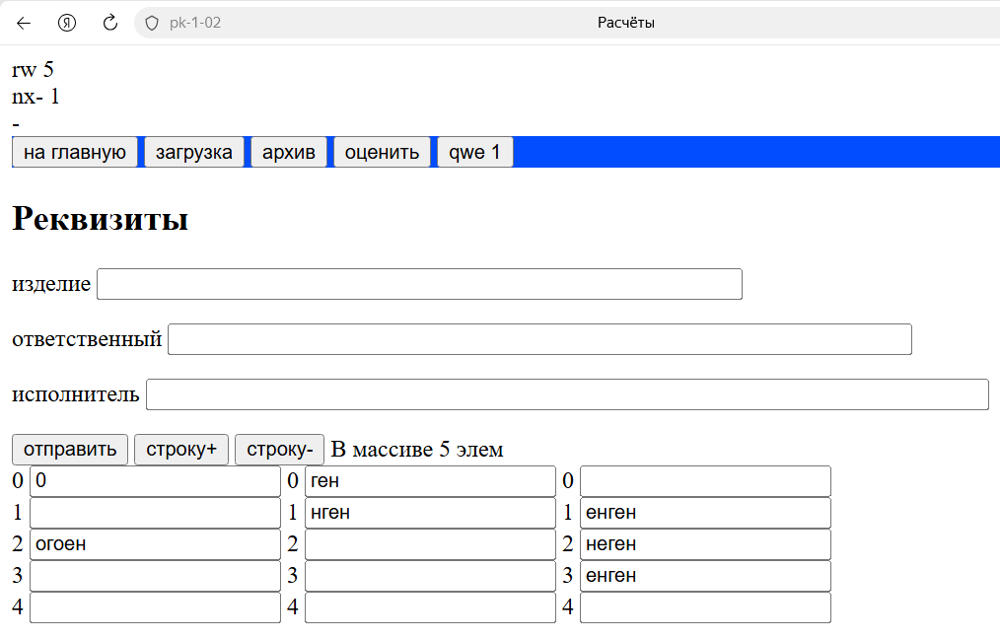 Я pk-1-02 Расчёты
rw 5
nx- 1
-
на главную загрузка архив оценить qwe 1
Реквизиты
изделие
ответственный
исполнитель
отправить строку+ строку- В массиве 5 элем
0 0 0 ген 0
1 1 нген 1 енген
2 огоен 2 2 неген
3 3 3 енген
4 4 4